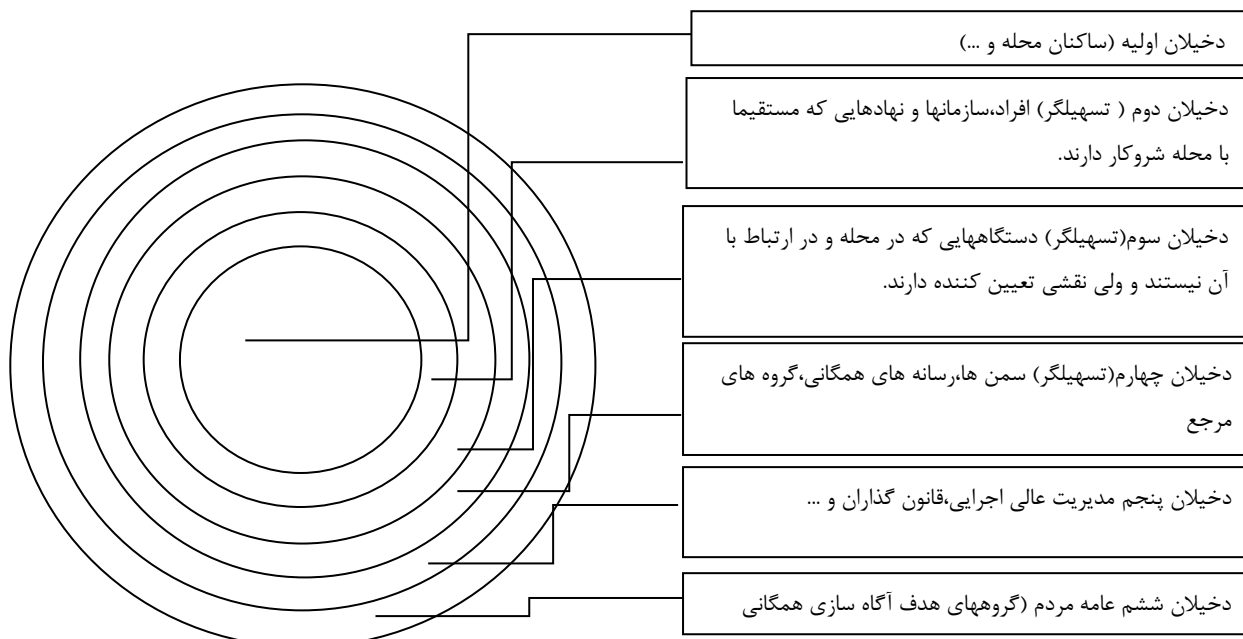 دخیلان اولیه (ساکنان محله و ...)
دخیلان دوم ( تسهیلگر) افراد،سازمانها و نهادهایی که مستقیما
با محله شروکار دارند.
دخیلان سوم(تسهیلگر) دستگاههایی که در محله و در ارتباط با
آن نیستند و ولی نقشی تعیین کننده دارند.
دخیلان چهارم(تسهیلگر) سمن ها،رسانه های همگانی،گروه های
مرجع
دخیلان پنجم مدیریت عالی اجرایی،قانون گذاران و ...
دخیلان ششم عامه مردم (گروههای هدف آگاه سازی همگانی